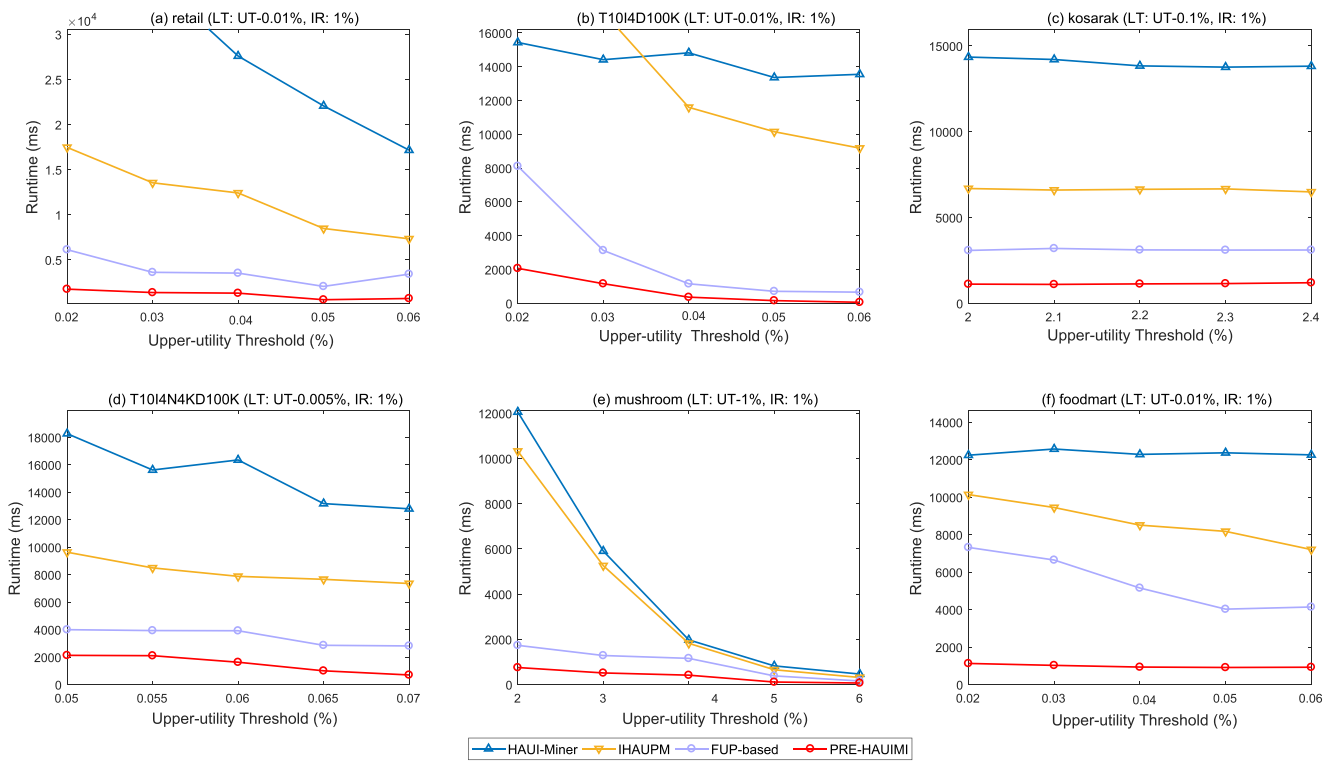 (a) retail (LT: UT-0.01%, IR: 1%)
×10⁴
3
2.5
2
1.5
1
0.5
0.02 0.03 0.04 0.05 0.06
Runtime (ms)
Upper-utility Threshold (%)
(b) T10I4D100K (LT: UT-0.01%, IR: 1%)
16000
14000
12000
10000
8000
6000
4000
2000
0
0.02 0.03 0.04 0.05 0.06
Runtime (ms)
Upper-utility Threshold (%)
(c) kosarak (LT: UT-0.1%, IR: 1%)
15000
10000
5000
0
2 2.1 2.2 2.3 2.4
Runtime (ms)
Upper-utility Threshold (%)
(d) T10I4N4KD100K (LT: UT-0.005%, IR: 1%)
18000
16000
14000
12000
10000
8000
6000
4000
2000
0
0.05 0.055 0.06 0.065 0.07
Runtime (ms)
Upper-utility Threshold (%)
(e) mushroom (LT: UT-1%, IR: 1%)
12000
10000
8000
6000
4000
2000
0
2 3 4 5 6
Runtime (ms)
Upper-utility Threshold (%)
(f) foodmart (LT: UT-0.01%, IR: 1%)
14000
12000
10000
8000
6000
4000
2000
0
0.02 0.03 0.04 0.05 0.06
Runtime (ms)
Upper-utility Threshold (%)
HAUI-Miner IHAUPM FUP-based PRE-HAUIMI